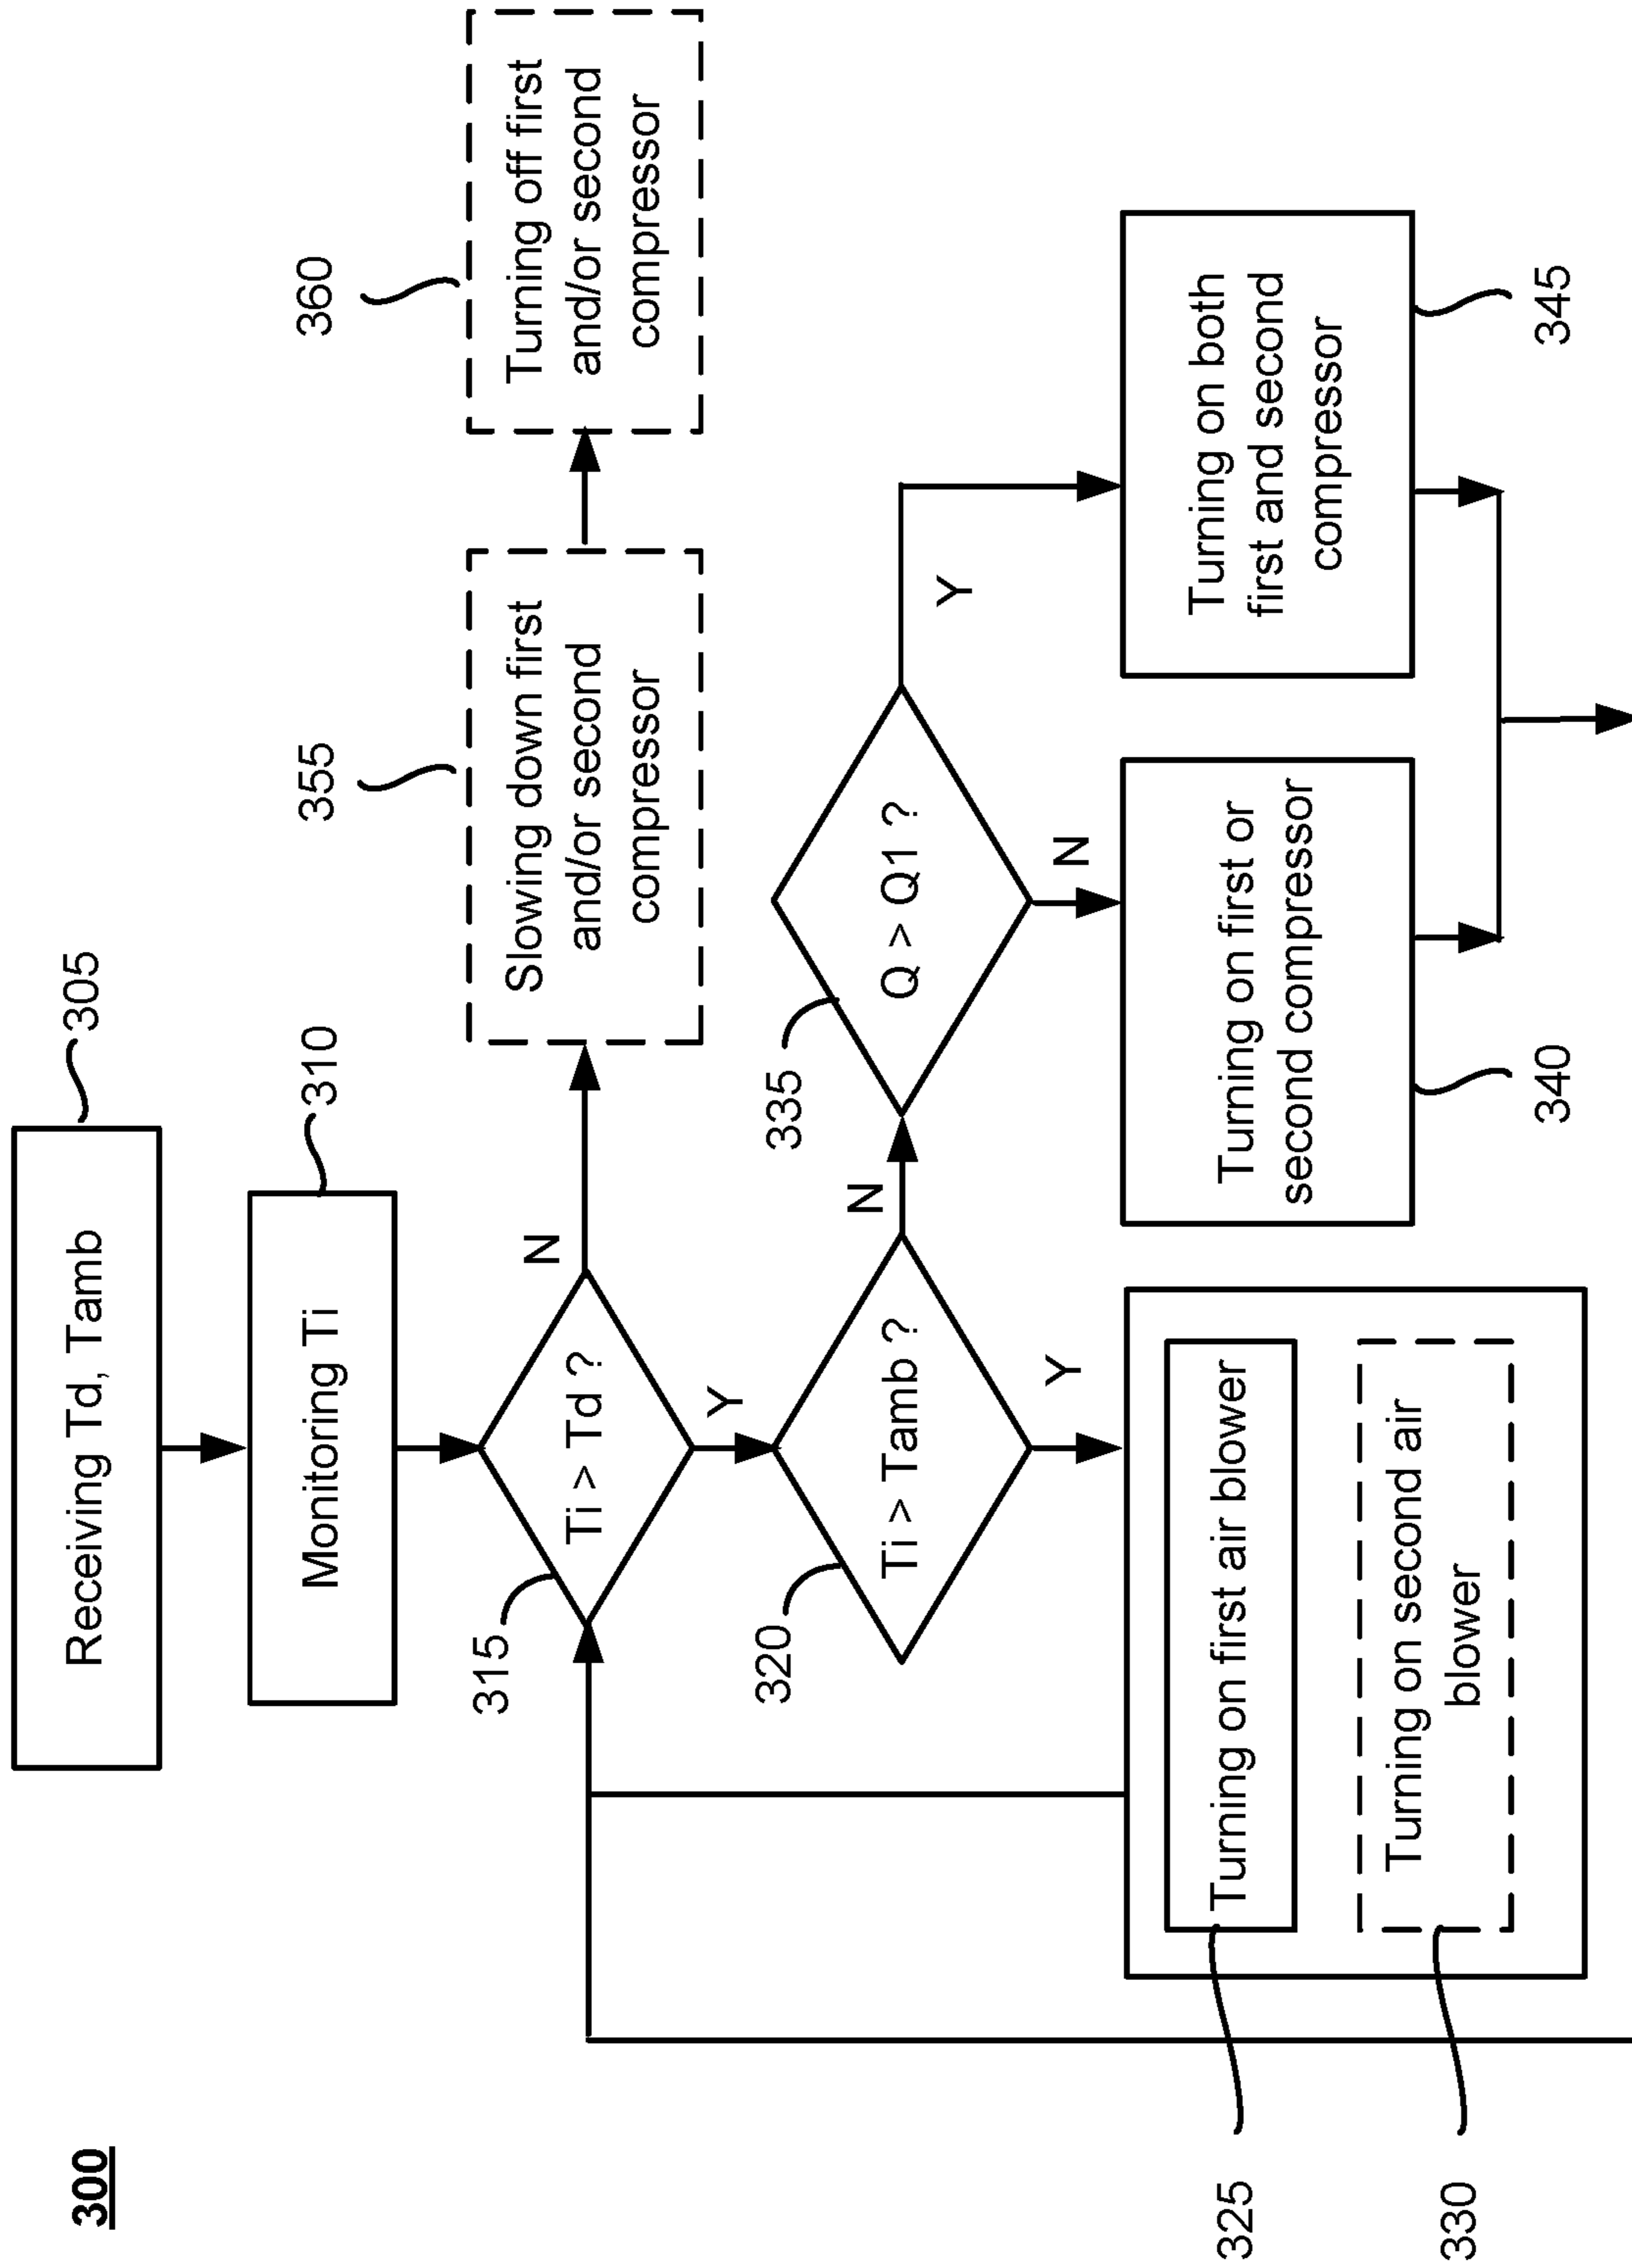 300
Receiving Td, Tamb
305
Monitoring Ti
310
315
Ti > Td ?
N
Y
355
Slowing down first
and/or second
compressor
360
Turning off first
and/or second
compressor
320
Ti > Tamb ?
N
Y
335
Q > Q1 ?
Y
N
325
Turning on first air blower
330
Turning on second air
blower
Turning on first or
second compressor
340
Turning on both
first and second
compressor
345